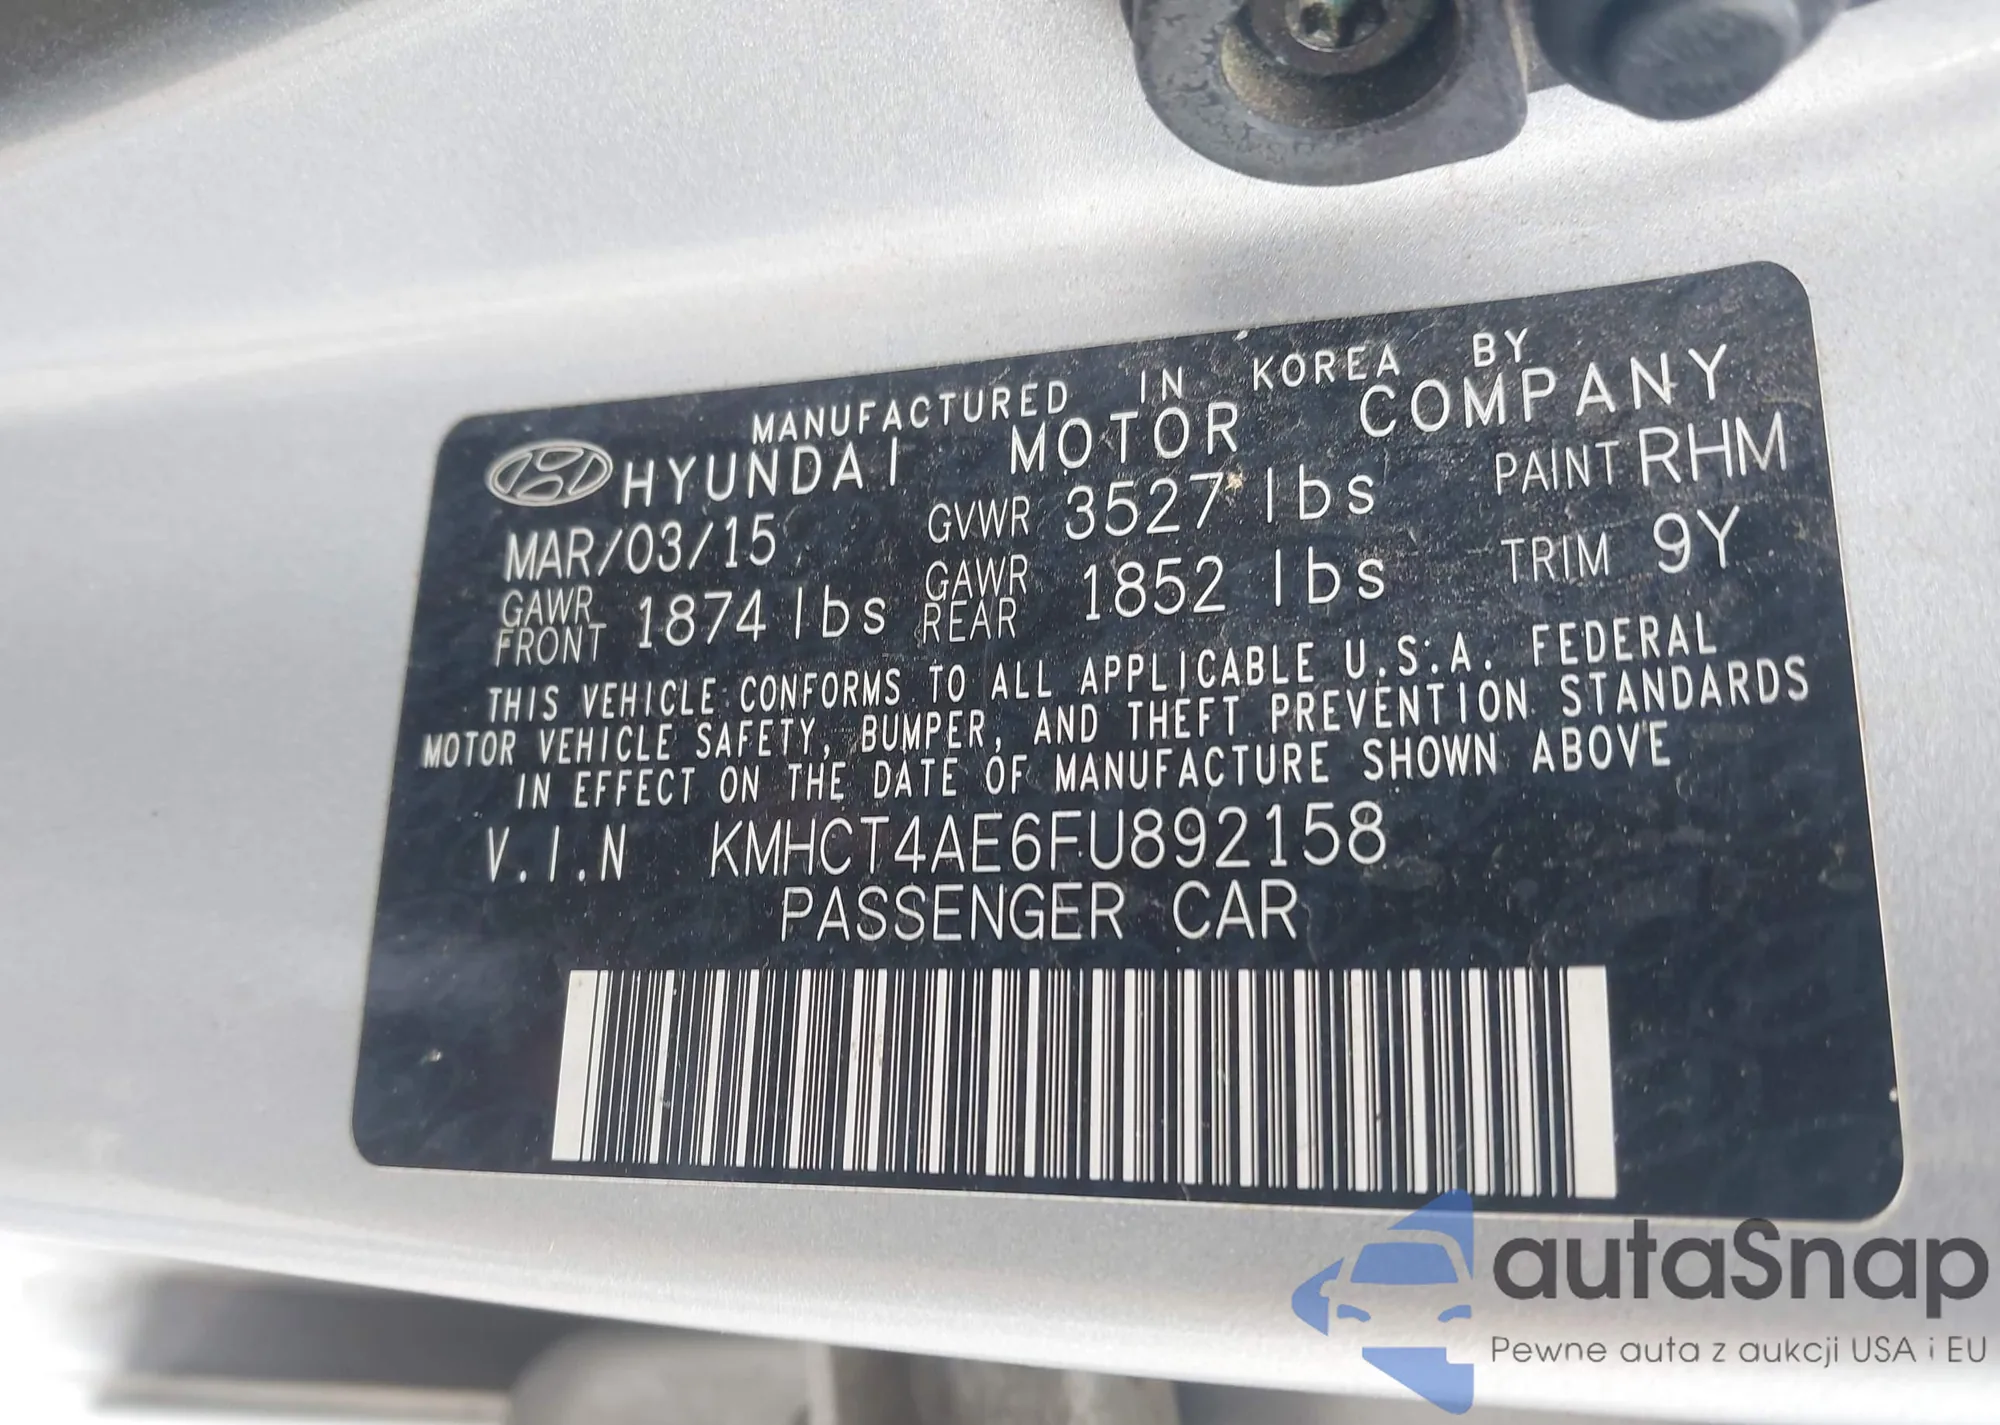 MANUFACTURED IN KOREA BY
HYUNDAI MOTOR COMPANY
MAR/03/15 GVWR 3527 lbs PAINT RHM
GAWR FRONT 1874 lbs GAWR REAR 1852 lbs TRIM 9Y
THIS VEHICLE CONFORMS TO ALL APPLICABLE U.S.A. FEDERAL
MOTOR VEHICLE SAFETY, BUMPER, AND THEFT PREVENTION STANDARDS
IN EFFECT ON THE DATE OF MANUFACTURE SHOWN ABOVE
V.I.N KMHCT4AE6FU892158
PASSENGER CAR
autaSnap
Pewne auta z aukcji USA i EU